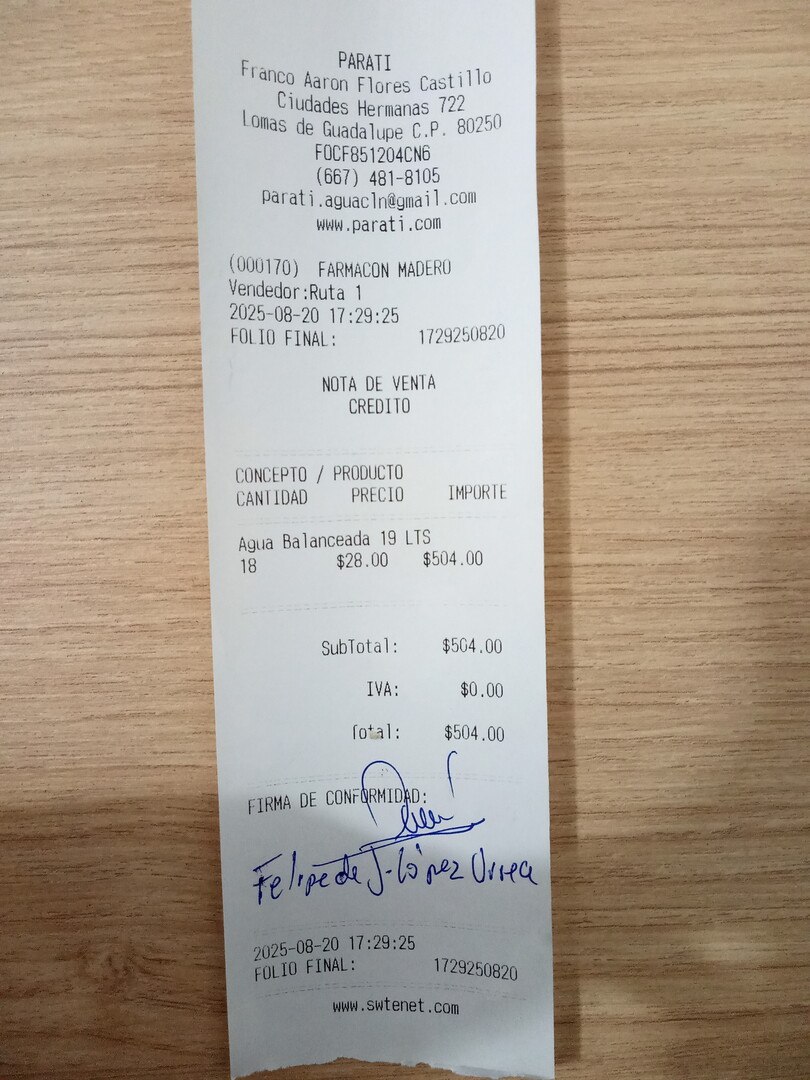 PARATI
Franco Aaron Flores Castillo
Ciudades Hermanas 722
Lomas de Guadalupe C.P. 80250
FOCF851204CN6
(667) 481-8105
parati.aguacln@gmail.com
www.parati.com
(000170) FARMACON MADERO
Vendedor:Ruta 1
2025-08-20 17:29:25
FOLIO FINAL: 1729250820
NOTA DE VENTA
CREDITO
CONCEPTO / PRODUCTO
CANTIDAD PRECIO IMPORTE
Agua Balanceada 19 LTS
18 $28.00 $504.00
SubTotal: $504.00
IVA: $0.00
Total: $504.00
FIRMA DE CONFORMIDAD:
Felipe de J. López Urrea
2025-08-20 17:29:25
FOLIO FINAL: 1729250820
www.swtenet.com